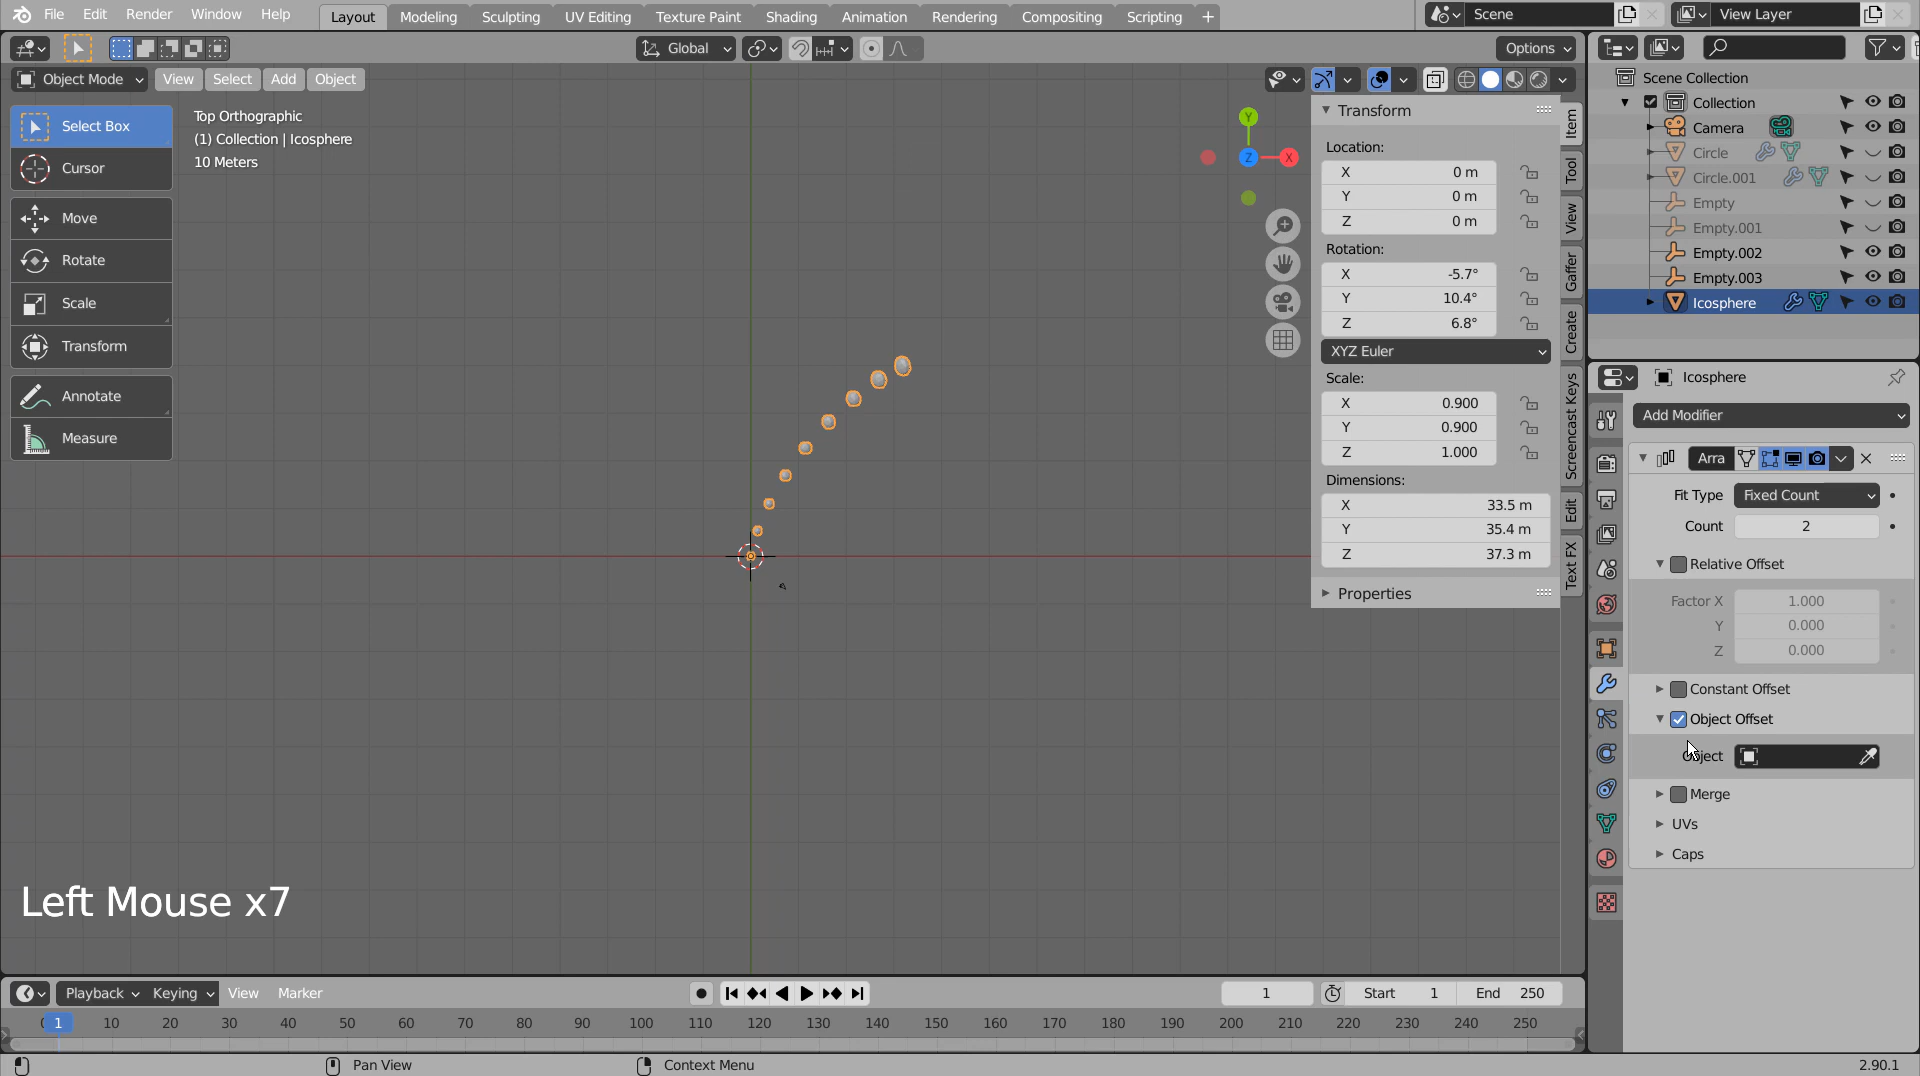 File Edit Render Window Help Layout Modeling Sculpting UV Editing Texture Paint Shading Animation Rendering Compositing Scripting + Scene View Layer
Global Options
Object Mode View Select Add Object
Select Box
Cursor
Move
Rotate
Scale
Transform
Annotate
Measure
Top Orthographic
(1) Collection | Icosphere
10 Meters
Y
Z
X
Transform
Location:
X 0 m
Y 0 m
Z 0 m
Rotation:
X -5.7°
Y 10.4°
Z 6.8°
XYZ Euler
Scale:
X 0.900
Y 0.900
Z 1.000
Dimensions:
X 33.5 m
Y 35.4 m
Z 37.3 m
Properties
Item
Tool
View
Gaffer
Create
Screencast Keys
Edit
Text FX
Scene Collection
Collection
Camera
Circle
Circle.001
Empty
Empty.001
Empty.002
Empty.003
Icosphere
Icosphere
Add Modifier
Arra
Fit Type Fixed Count
Count 2
Relative Offset
Factor X 1.000
Y 0.000
Z 0.000
Constant Offset
Object Offset
Object
Merge
UVs
Caps
Left Mouse x7
Playback Keying View Marker 1 Start 1 End 250
0 1 10 20 30 40 50 60 70 80 90 100 110 120 130 140 150 160 170 180 190 200 210 220 230 240 250
Pan View Context Menu 2.90.1